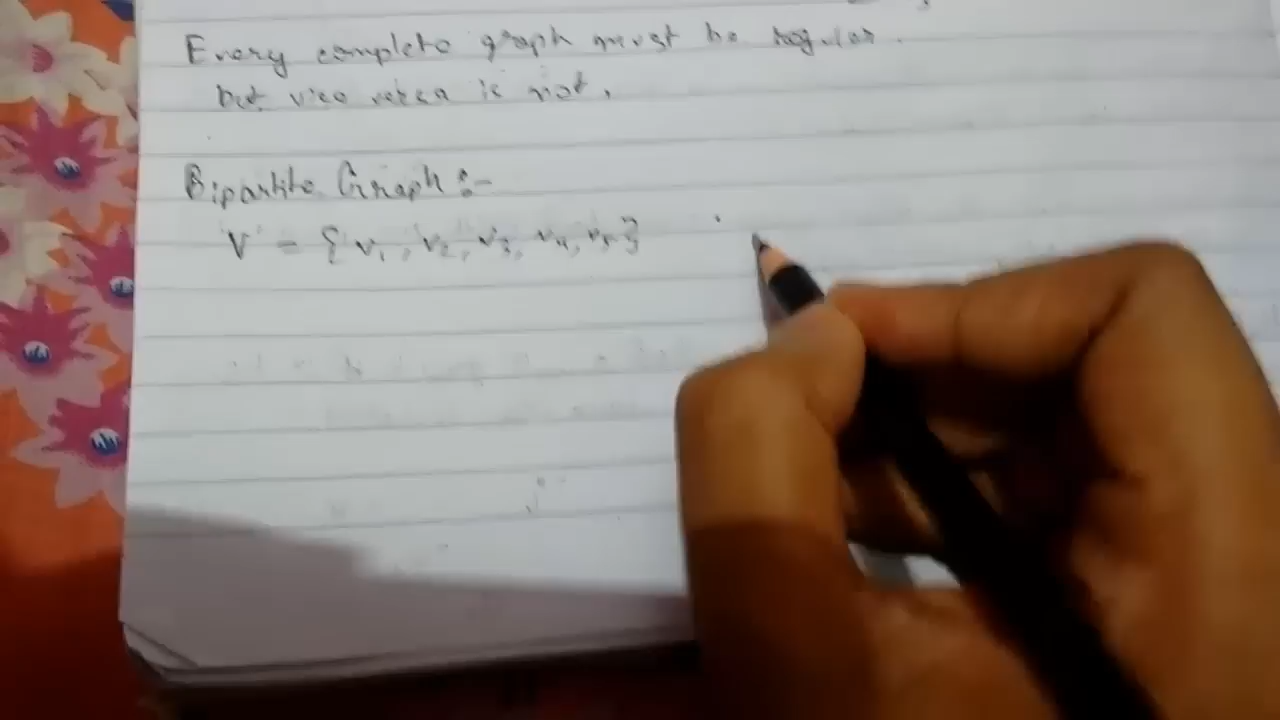 Every complete graph must be regular.
but vice versa is not.
Bipartite Graph :-
V = {v1, v2, v3, v4, v5}